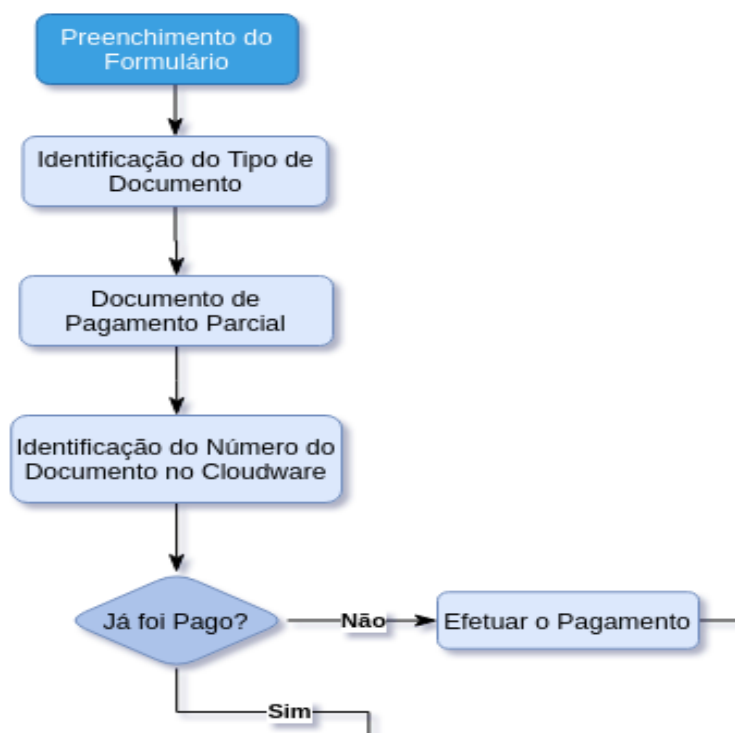 Preenchimento do
Formulário
Identificação do Tipo de
Documento
Documento de
Pagamento Parcial
Identificação do Número do
Documento no Cloudware
Já foi Pago?
Não
Efetuar o Pagamento
Sim